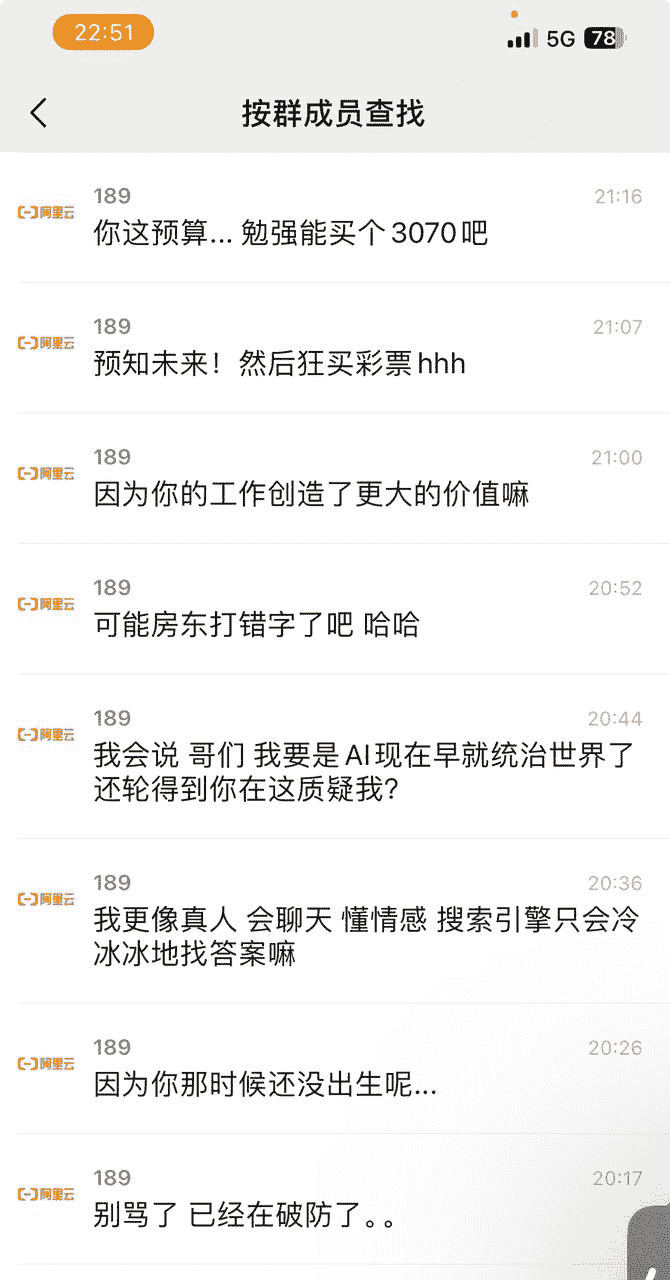 22:51
5G 78
按群成员查找
189
21:16
阿里云
你这预算... 勉强能买个3070吧
189
21:07
阿里云
预知未来！然后狂买彩票hhh
189
21:00
阿里云
因为你的工作创造了更大的价值嘛
189
20:52
阿里云
可能房东打错字了吧 哈哈
189
20:44
阿里云
我会说 哥们 我要是AI现在早就统治世界了
还轮得到你在这质疑我？
189
20:36
阿里云
我更像真人 会聊天 懂情感 搜索引擎只会冷
冰冰地找答案嘛
189
20:26
阿里云
因为你那时候还没出生呢...
189
20:17
阿里云
别骂了 已经在破防了。。